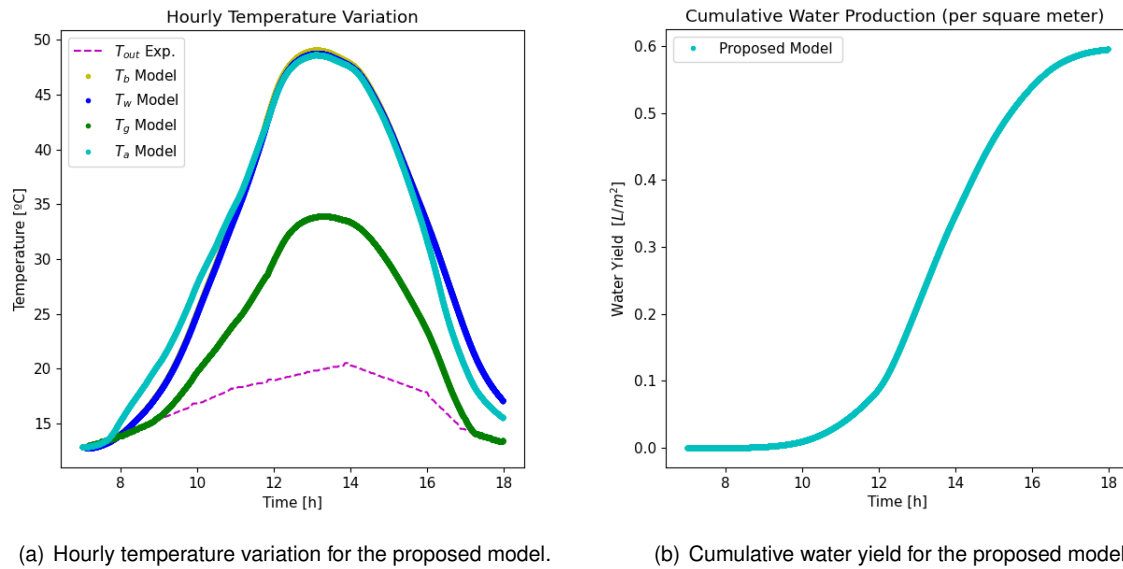 Hourly Temperature Variation
Temperature [ºC]
50
45
40
35
30
25
20
15
T_out Exp.
T_b Model
T_w Model
T_g Model
T_a Model
8 10 12 14 16 18
Time [h]
(a) Hourly temperature variation for the proposed model.
Cumulative Water Production (per square meter)
Water Yield [L/m²]
0.6
0.5
0.4
0.3
0.2
0.1
0.0
Proposed Model
8 10 12 14 16 18
Time [h]
(b) Cumulative water yield for the proposed model